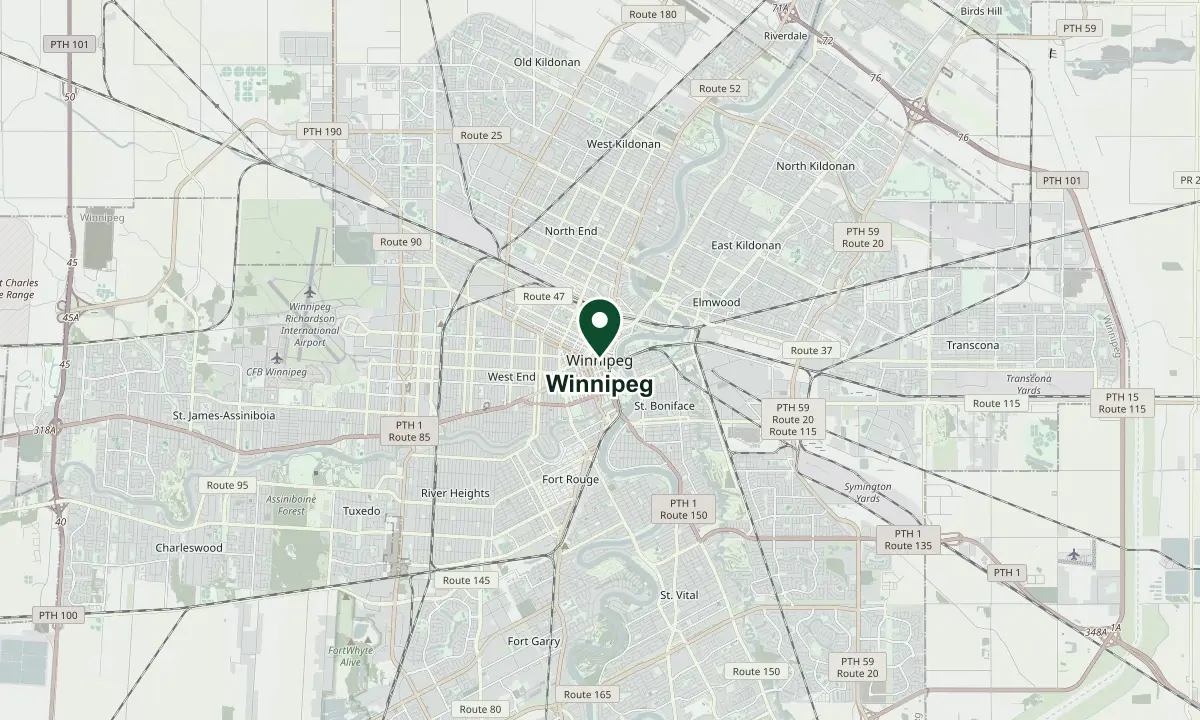 Route 180
71A
Birds Hill
PTH 59
Riverdale
72
PTH 101
Old Kildonan
76
50
Route 52
PTH 190
Route 25
West Kildonan
76
North Kildonan
PTH 101
PR 2
Winnipeg
North End
PTH 59
Route 20
Route 90
East Kildonan
45
t Charles
e Range
Route 47
Elmwood
Winnipeg
Richardson
International
Airport
45A
Winnipeg
Route 37
Transcona
Winnipeg
45
CFB Winnipeg
West End
Winnipeg
Transcona
Yards
St. James-Assiniboia
St. Boniface
PTH 59
Route 20
Route 115
Route 115
PTH 15
Route 115
318A
PTH 1
Route 85
Fort Rouge
Route 95
River Heights
Symington
Yards
Assiniboine
Forest
Tuxedo
PTH 1
Route 150
40
Charleswood
PTH 1
Route 135
Route 145
PTH 1
St. Vital
PTH 100
348A
1A
Fort Garry
FortWhyte
Alive
Route 150
PTH 59
Route 20
Route 165
Route 80